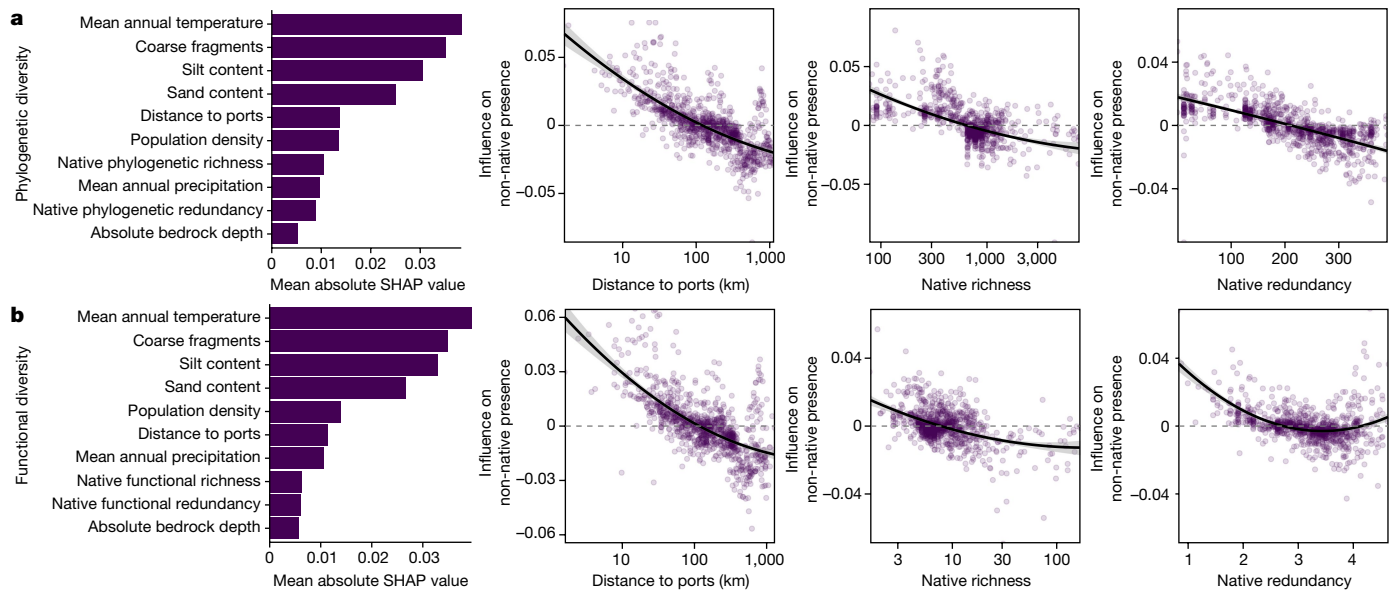 a
Phylogenetic diversity
Mean annual temperature
Coarse fragments
Silt content
Sand content
Distance to ports
Population density
Native phylogenetic richness
Mean annual precipitation
Native phylogenetic redundancy
Absolute bedrock depth
0 0.01 0.02 0.03
Mean absolute SHAP value
Influence on
non-native presence
0.05
0
−0.05
10 100 1,000
Distance to ports (km)
Influence on
non-native presence
0.05
0
−0.05
100 300 1,000 3,000
Native richness
Influence on
non-native presence
0.04
0
−0.04
100 200 300
Native redundancy
b
Functional diversity
Mean annual temperature
Coarse fragments
Silt content
Sand content
Population density
Distance to ports
Mean annual precipitation
Native functional richness
Native functional redundancy
Absolute bedrock depth
0 0.01 0.02 0.03
Mean absolute SHAP value
Influence on
non-native presence
0.06
0.03
0
−0.03
−0.06
10 100 1,000
Distance to ports (km)
Influence on
non-native presence
0.04
0
−0.04
3 10 30 100
Native richness
Influence on
non-native presence
0.04
0
−0.04
1 2 3 4
Native redundancy